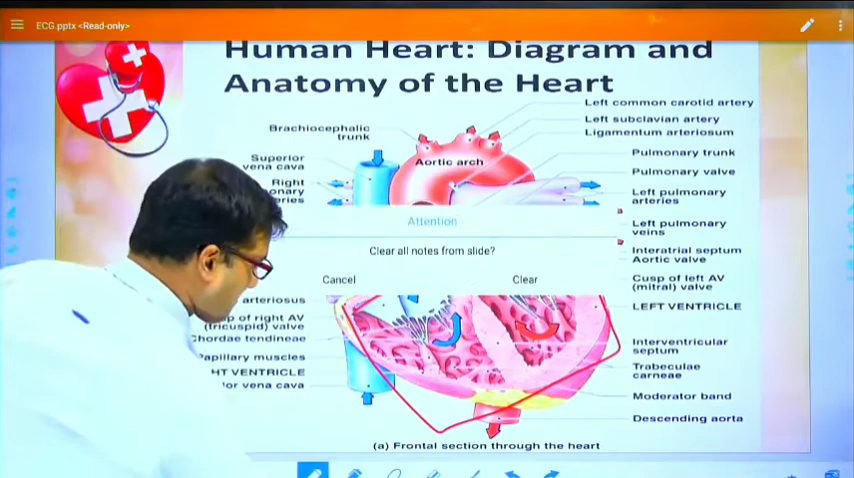 ECG.pptx <Read-only>
Human Heart: Diagram and
Anatomy of the Heart
Left common carotid artery
Left subclavian artery
Brachiocephalic
trunk
Ligamentum arteriosum
Aortic arch
Pulmonary trunk
Superior
vena cava
Pulmonary valve
Right
Left pulmonary
arteries
Attention
Left pulmonary
veins
Clear all notes from slide?
Interatrial septum
Aortic valve
Cancel
Clear
Cusp of left AV
(mitral) valve
arteriosus
LEFT VENTRICLE
of right AV
(tricuspid) valve
Chordae tendineae
Interventricular
septum
Papillary muscles
Trabeculae
carneae
HT VENTRICLE
ior vena cava
Moderator band
Descending aorta
(a) Frontal section through the heart